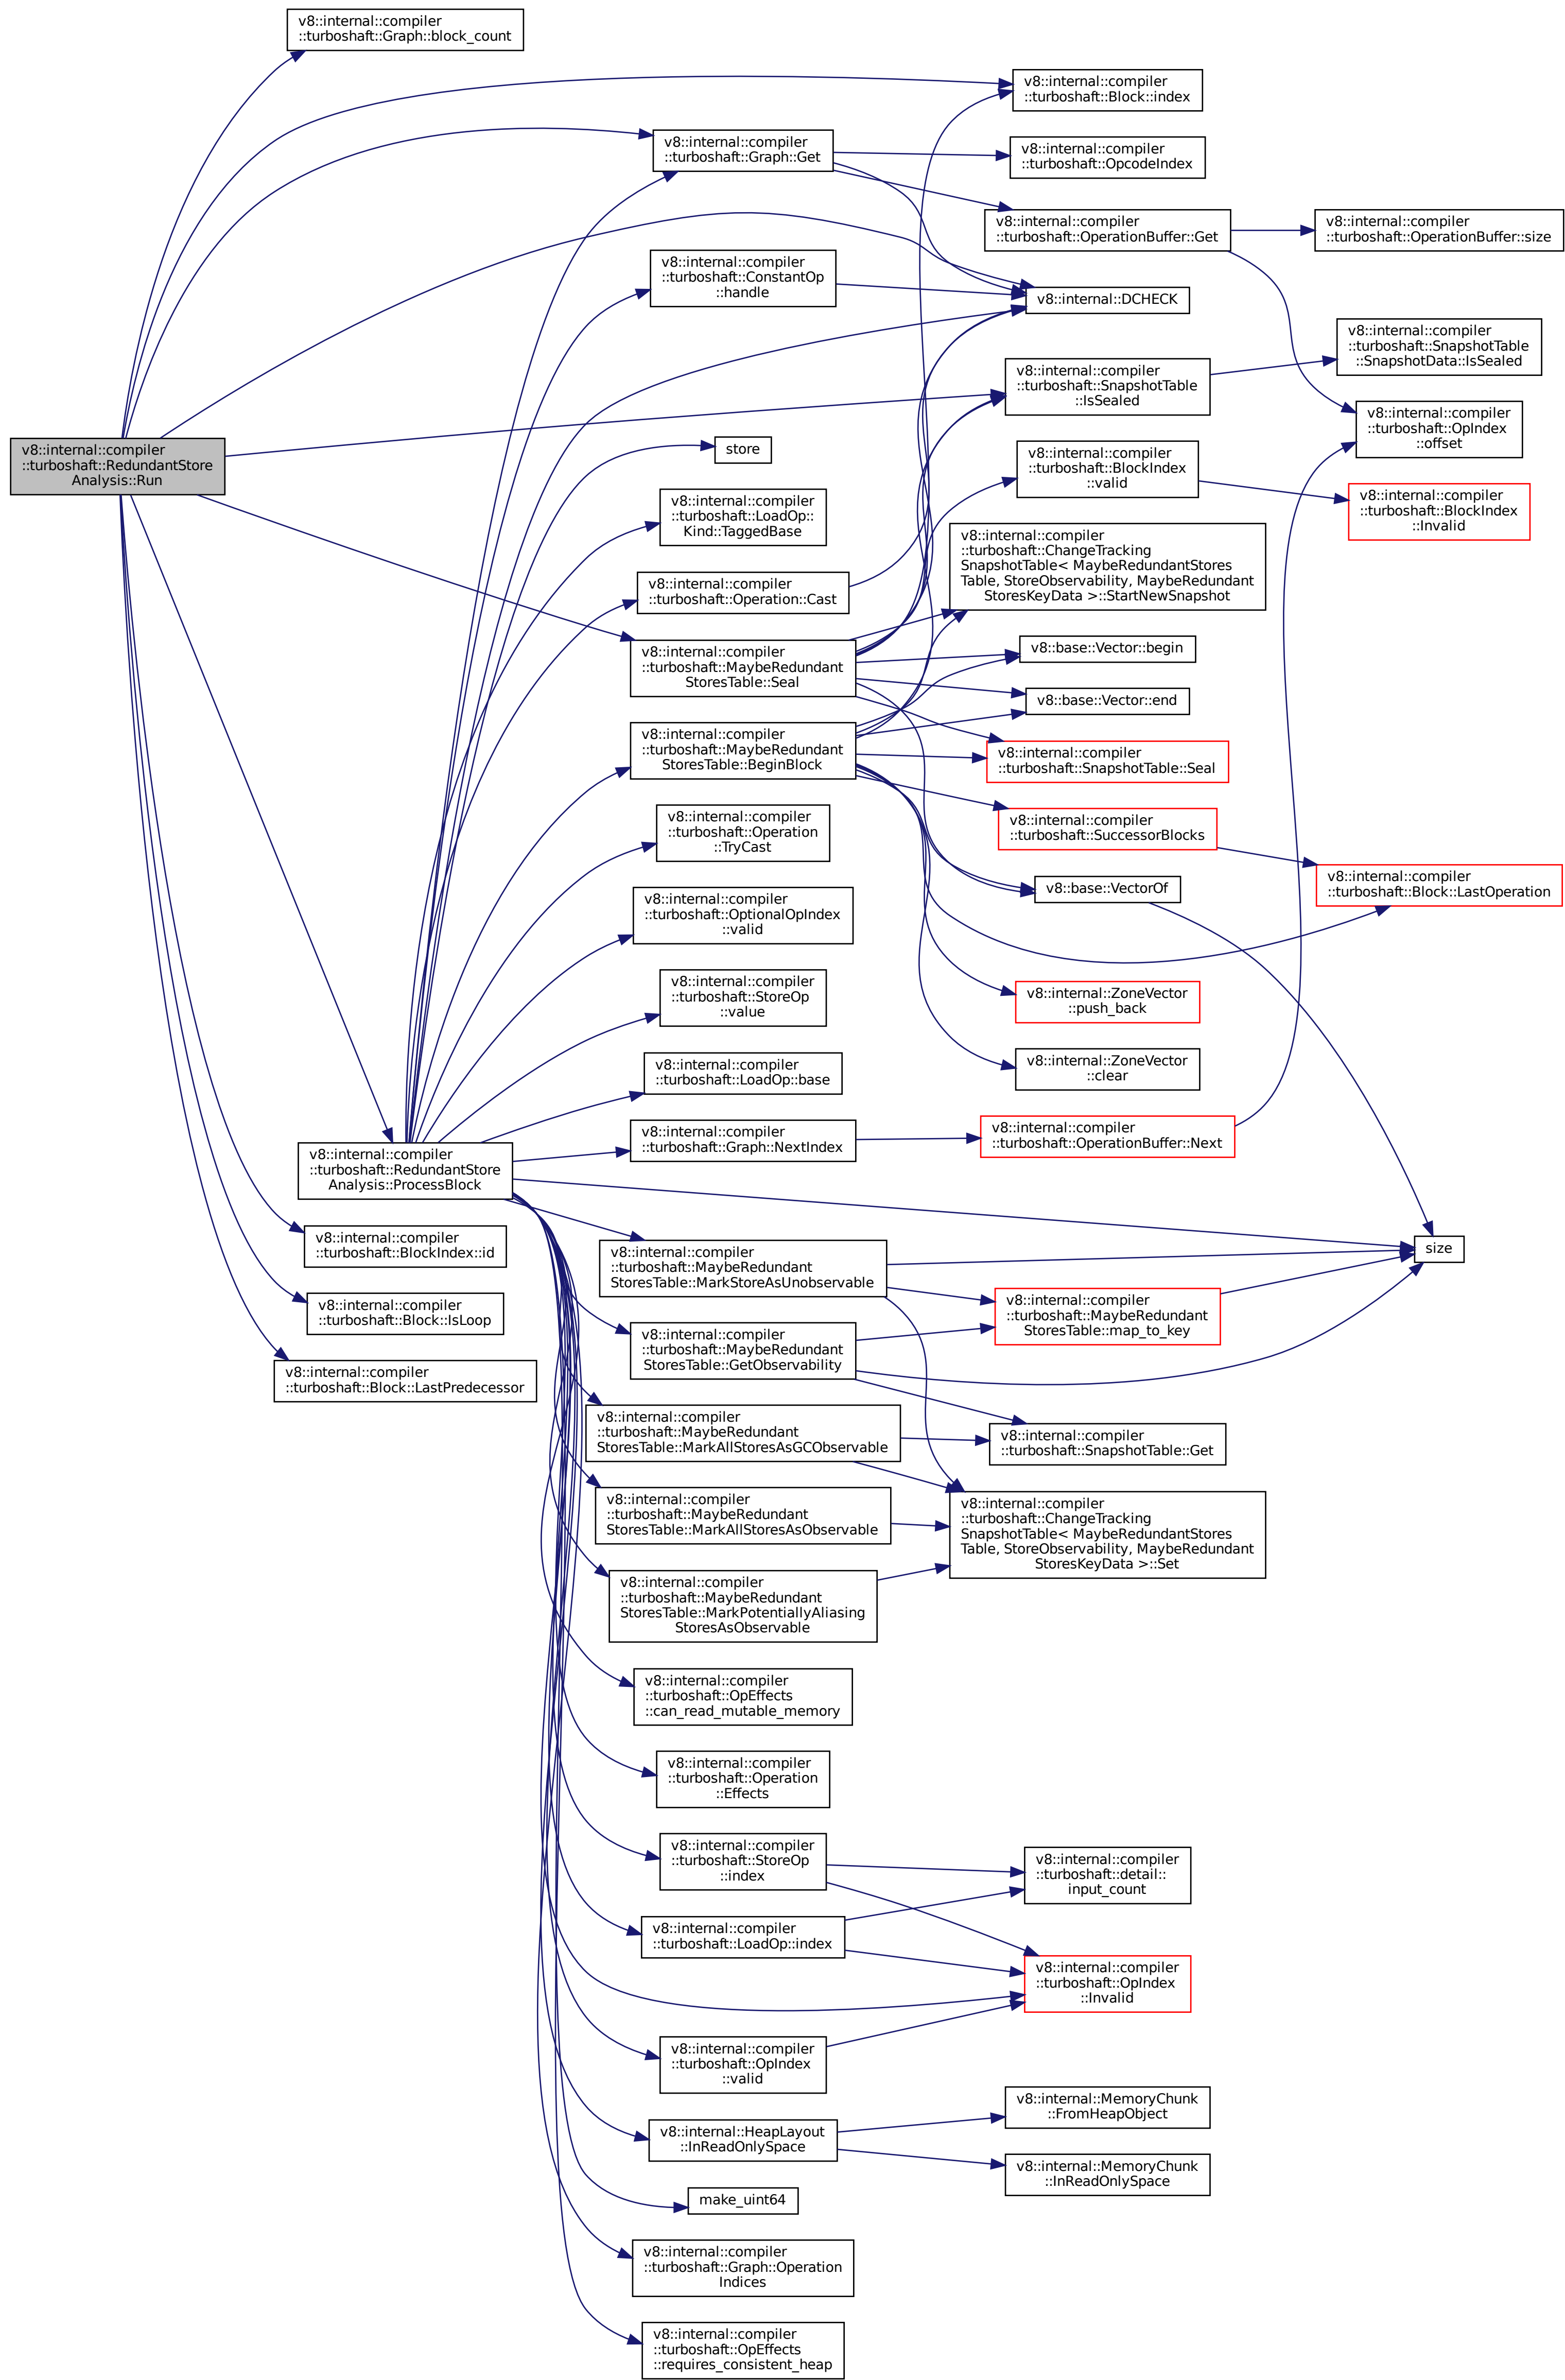 v8::internal::compiler
::turboshaft::Graph::block_count
v8::internal::compiler
::turboshaft::Block::index
v8::internal::compiler
::turboshaft::Graph::Get
v8::internal::compiler
::turboshaft::OpcodeIndex
v8::internal::compiler
::turboshaft::OperationBuffer::Get
v8::internal::compiler
::turboshaft::OperationBuffer::size
v8::internal::compiler
::turboshaft::ConstantOp
::handle
v8::internal::DCHECK
v8::internal::compiler
::turboshaft::SnapshotTable
::SnapshotData::IsSealed
v8::internal::compiler
::turboshaft::SnapshotTable
::IsSealed
v8::internal::compiler
::turboshaft::OpIndex
::offset
v8::internal::compiler
::turboshaft::RedundantStore
Analysis::Run
store
v8::internal::compiler
::turboshaft::BlockIndex
::valid
v8::internal::compiler
::turboshaft::BlockIndex
::Invalid
v8::internal::compiler
::turboshaft::LoadOp::
Kind::TaggedBase
v8::internal::compiler
::turboshaft::ChangeTracking
SnapshotTable< MaybeRedundantStores
Table, StoreObservability, MaybeRedundant
StoresKeyData >::StartNewSnapshot
v8::internal::compiler
::turboshaft::Operation::Cast
v8::internal::compiler
::turboshaft::MaybeRedundant
StoresTable::Seal
v8::base::Vector::begin
v8::base::Vector::end
v8::internal::compiler
::turboshaft::MaybeRedundant
StoresTable::BeginBlock
v8::internal::compiler
::turboshaft::SnapshotTable::Seal
v8::internal::compiler
::turboshaft::SuccessorBlocks
v8::internal::compiler
::turboshaft::Operation
::TryCast
v8::internal::compiler
::turboshaft::Block::LastOperation
v8::base::VectorOf
v8::internal::compiler
::turboshaft::OptionalOpIndex
::valid
v8::internal::compiler
::turboshaft::StoreOp
::value
v8::internal::ZoneVector
::push_back
v8::internal::compiler
::turboshaft::LoadOp::base
v8::internal::ZoneVector
::clear
v8::internal::compiler
::turboshaft::Graph::NextIndex
v8::internal::compiler
::turboshaft::OperationBuffer::Next
v8::internal::compiler
::turboshaft::RedundantStore
Analysis::ProcessBlock
v8::internal::compiler
::turboshaft::BlockIndex::id
v8::internal::compiler
::turboshaft::MaybeRedundant
StoresTable::MarkStoreAsUnobservable
size
v8::internal::compiler
::turboshaft::Block::IsLoop
v8::internal::compiler
::turboshaft::MaybeRedundant
StoresTable::map_to_key
v8::internal::compiler
::turboshaft::MaybeRedundant
StoresTable::GetObservability
v8::internal::compiler
::turboshaft::Block::LastPredecessor
v8::internal::compiler
::turboshaft::MaybeRedundant
StoresTable::MarkAllStoresAsGCObservable
v8::internal::compiler
::turboshaft::SnapshotTable::Get
v8::internal::compiler
::turboshaft::MaybeRedundant
StoresTable::MarkAllStoresAsObservable
v8::internal::compiler
::turboshaft::ChangeTracking
SnapshotTable< MaybeRedundantStores
Table, StoreObservability, MaybeRedundant
StoresKeyData >::Set
v8::internal::compiler
::turboshaft::MaybeRedundant
StoresTable::MarkPotentiallyAliasing
StoresAsObservable
v8::internal::compiler
::turboshaft::OpEffects
::can_read_mutable_memory
v8::internal::compiler
::turboshaft::Operation
::Effects
v8::internal::compiler
::turboshaft::StoreOp
::index
v8::internal::compiler
::turboshaft::detail::
input_count
v8::internal::compiler
::turboshaft::LoadOp::index
v8::internal::compiler
::turboshaft::OpIndex
::Invalid
v8::internal::compiler
::turboshaft::OpIndex
::valid
v8::internal::MemoryChunk
::FromHeapObject
v8::internal::HeapLayout
::InReadOnlySpace
v8::internal::MemoryChunk
::InReadOnlySpace
make_uint64
v8::internal::compiler
::turboshaft::Graph::Operation
Indices
v8::internal::compiler
::turboshaft::OpEffects
::requires_consistent_heap